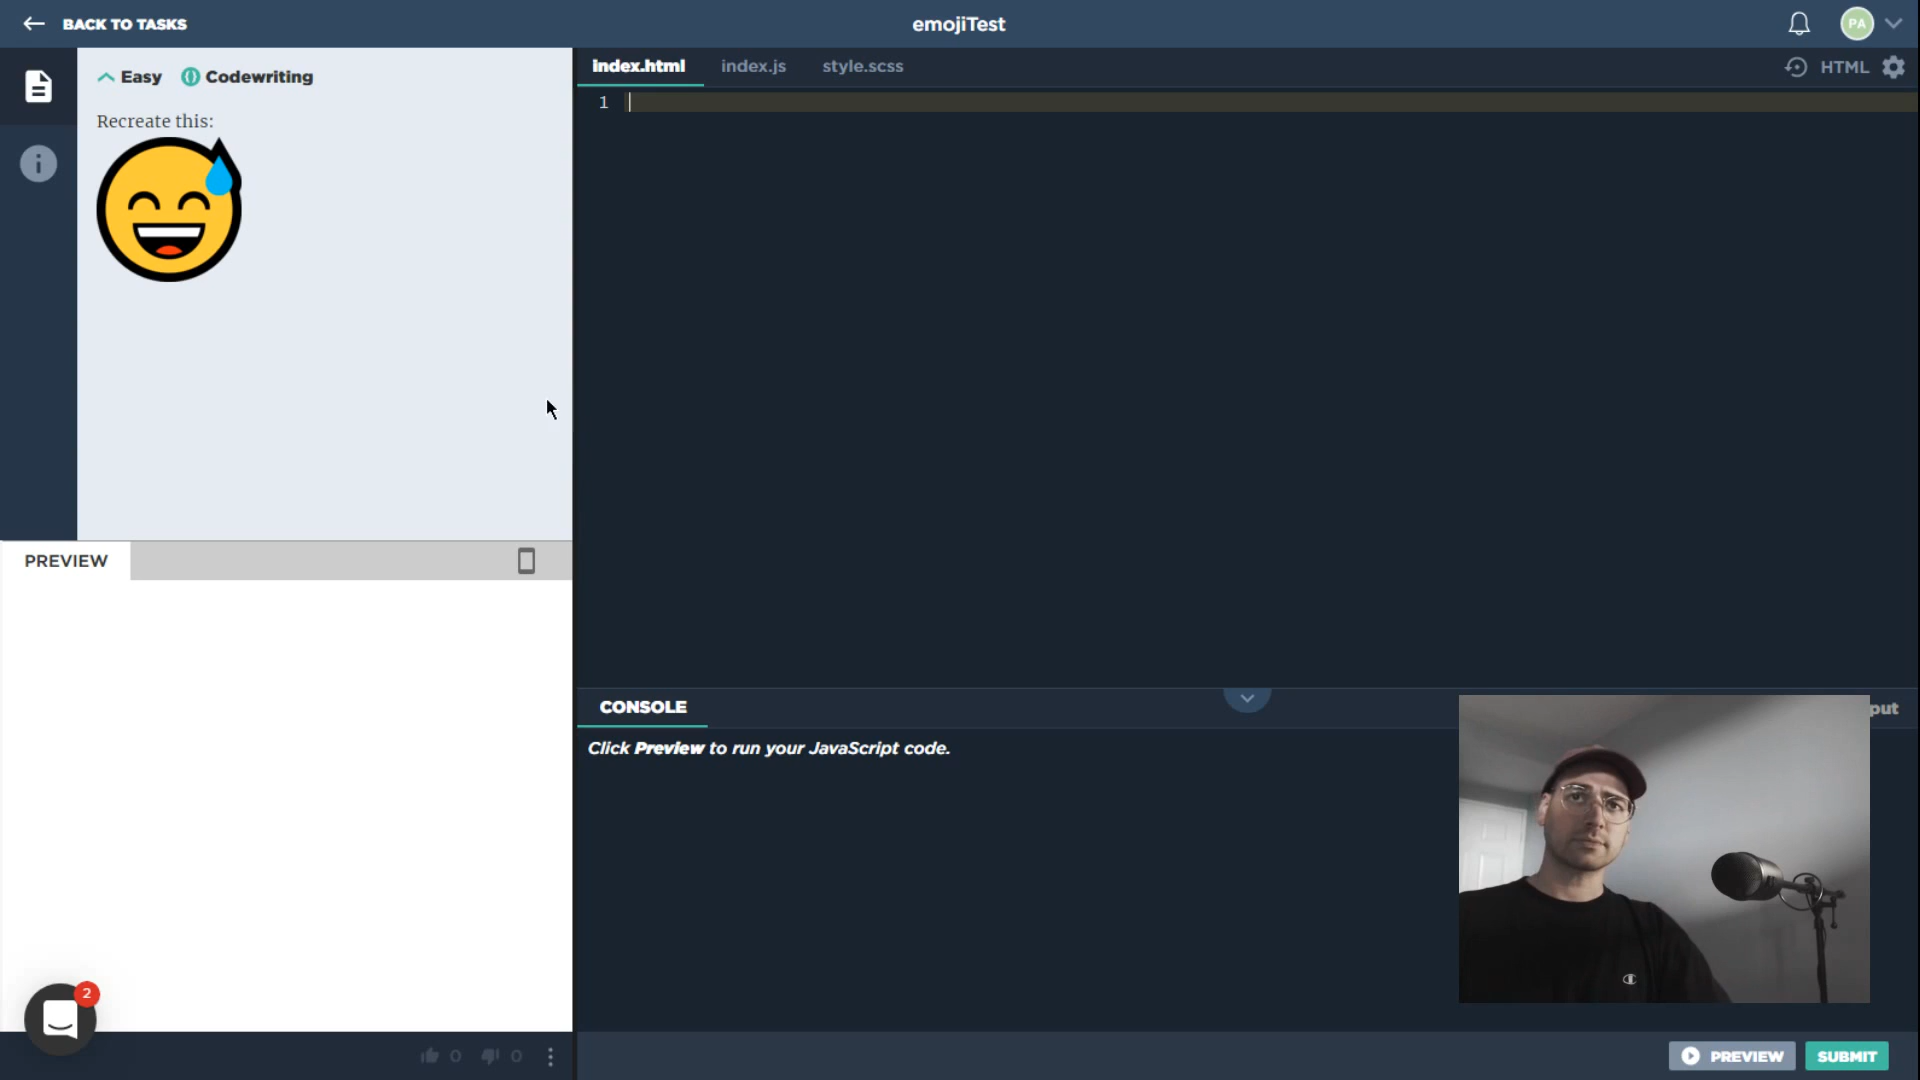 BACK TO TASKS
emojiTest
PA
Easy
Codewriting
index.html
index.js
style.scss
HTML
1
Recreate this:
PREVIEW
CONSOLE
put
Click Preview to run your JavaScript code.
2
0
0
PREVIEW
SUBMIT